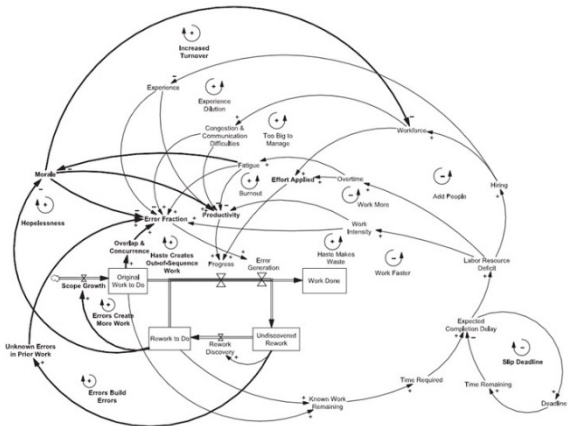 Increased
Turnover
Experience
Experience
Dilution
Congestion &
Communication
Difficulties
Too Big to
Manage
Workforce
Morale
Fatigue
Effort Applied
Overtime
Hiring
Burnout
Work More
Add People
Hopelessness
Error Fraction
Productivity
Work
Intensity
Overlap &
Concurrence
Haste Creates
Out-of-Sequence
Work
Progress
Error
Generation
Haste Makes
Waste
Work Faster
Labor Resource
Deficit
Scope Growth
Original
Work to Do
Work Done
Errors Create
More Work
Rework to Do
Rework
Discovery
Undiscovered
Rework
Expected
Completion Delay
Slip Deadline
Unknown Errors
in Prior Work
Errors Build
Errors
Time Required
Time Remaining
Known Work
Remaining
Deadline